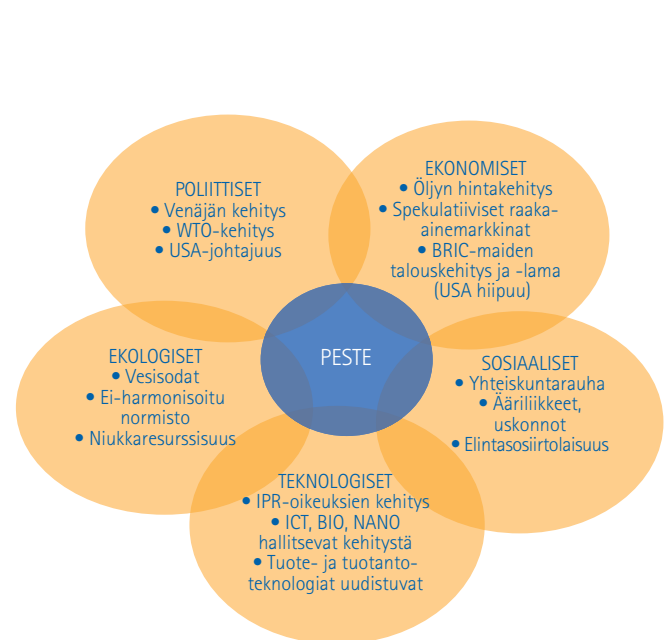 POLIITTISET
• Venäjän kehitys
• WTO-kehitys
• USA-johtajuus
EKONOMISET
• Öljyn hintakehitys
• Spekulatiiviset raaka-
ainemarkkinat
• BRIC-maiden
talouskehitys ja -lama
(USA hiipuu)
PESTE
EKOLOGISET
• Vesisodat
• Ei-harmonisoitu
normisto
• Niukkaresurssisuus
SOSIAALISET
• Yhteiskuntarauha
• Ääriliikkeet,
uskonnot
• Elintasosiirtolaisuus
TEKNOLOGISET
• IPR-oikeuksien kehitys
• ICT, BIO, NANO
hallitsevat kehitystä
• Tuote- ja tuotanto-
teknologiat uudistuvat